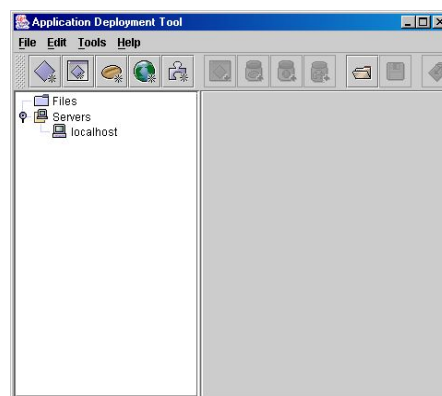 Application Deployment Tool
File Edit Tools Help
Files
Servers
localhost